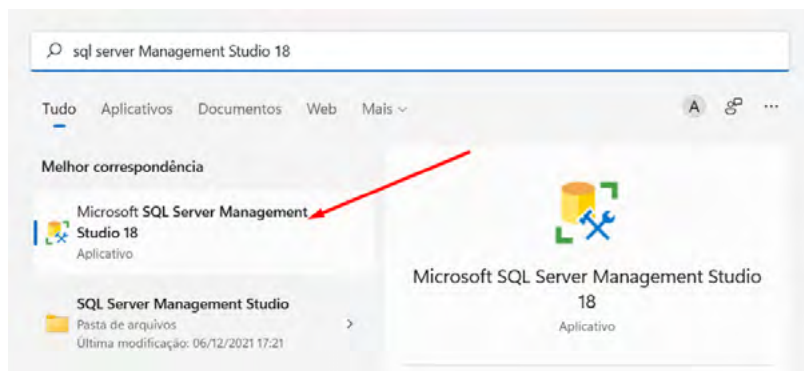 sql server Management Studio 18
Tudo Aplicativos Documentos Web Mais A ...
Melhor correspondência
Microsoft SQL Server Management
Studio 18
Aplicativo
SQL Server Management Studio
Pasta de arquivos
Última modificação: 06/12/2021 17:21
Microsoft SQL Server Management Studio
18
Aplicativo